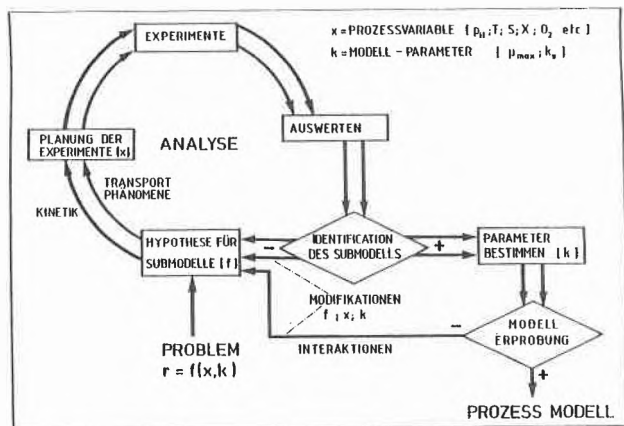 EXPERIMENTE
x = PROZESSVARIABLE [ pH ; T ; S ; X ; O₂ etc ]
k = MODELL – PARAMETER [ μmax ; ks ]
AUSWERTEN
PLANUNG DER
EXPERIMENTE [x]
ANALYSE
TRANSPORT
PHÄNOMENE
KINETIK
HYPOTHESE FÜR
SUBMODELLE [f]
–
IDENTIFICATION
DES SUBMODELLS
+
PARAMETER
BESTIMMEN [k]
MODIFIKATIONEN
f ; x ; k
–
MODELL
ERPROBUNG
INTERAKTIONEN
PROBLEM
r = f(x,k)
+
PROZESS MODELL